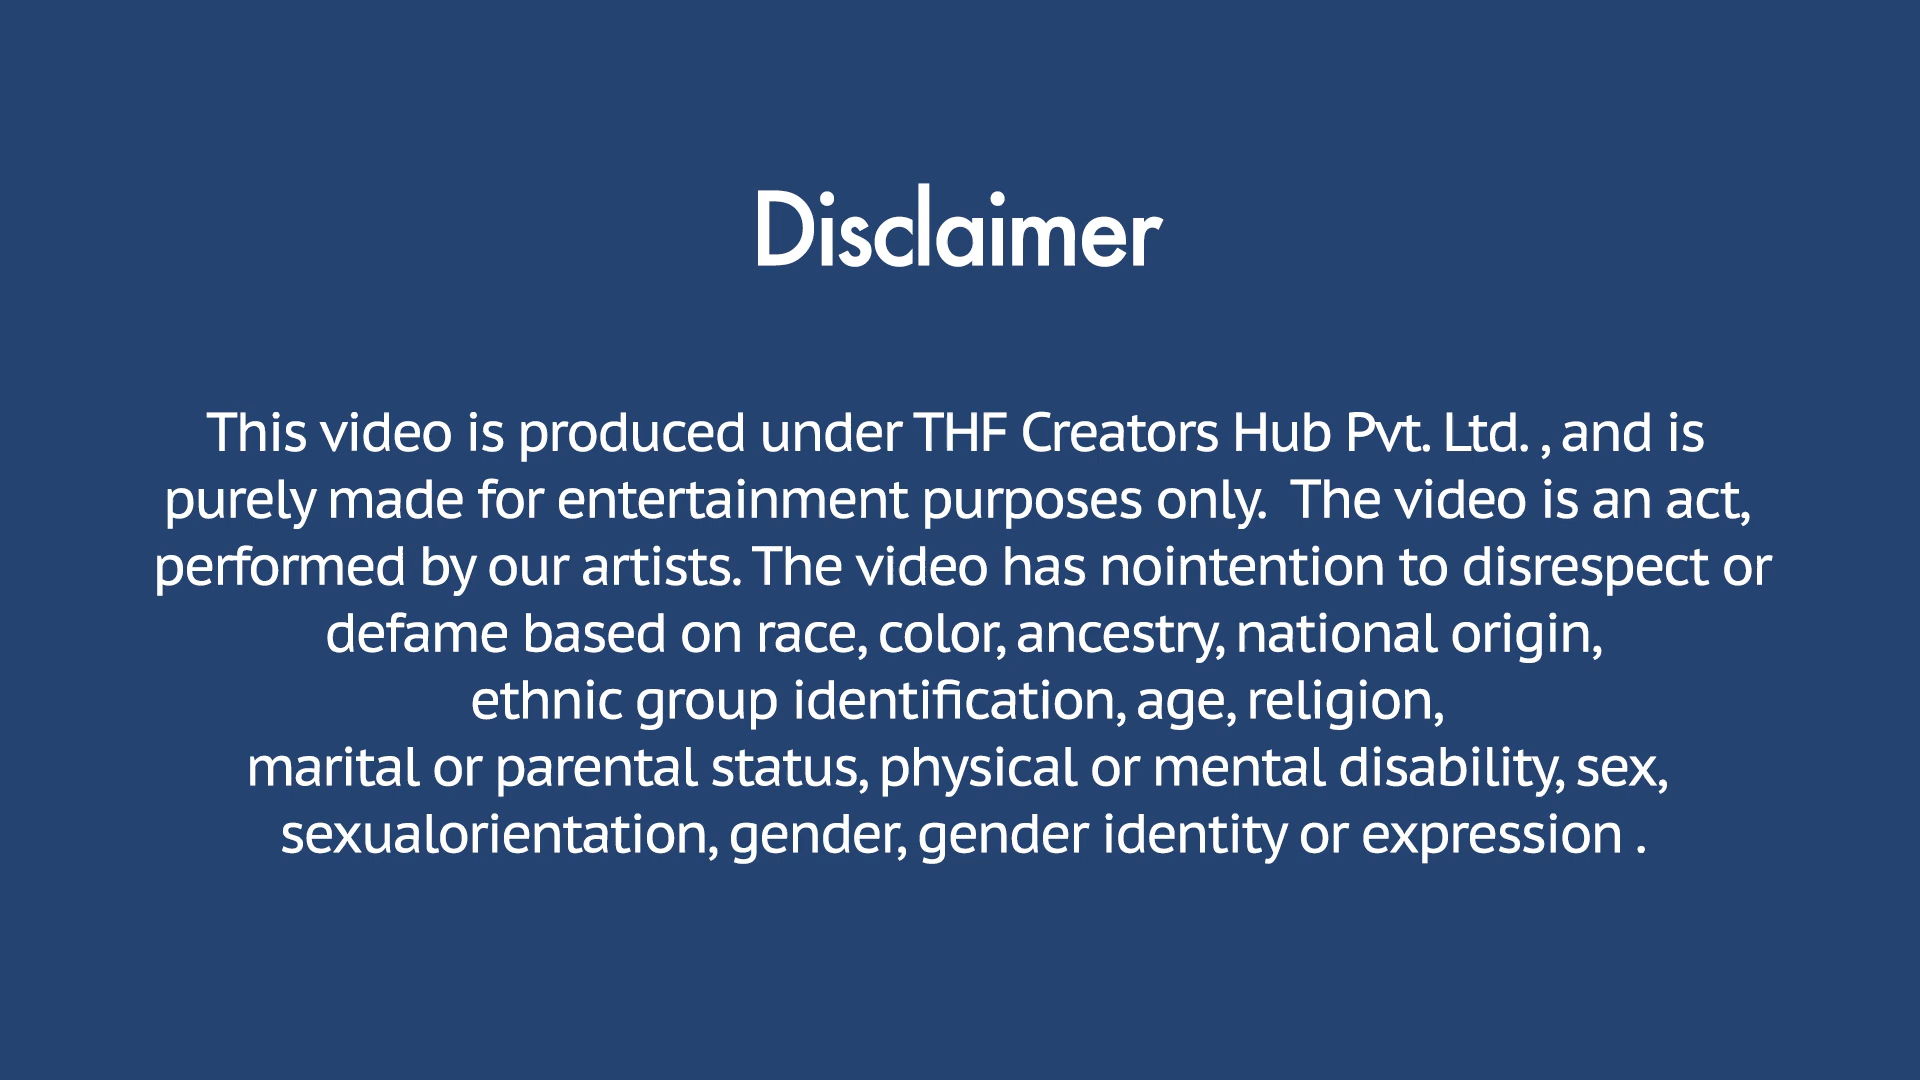 Disclaimer
This video is produced under THF Creators Hub Pvt. Ltd. , and is
purely made for entertainment purposes only.  The video is an act,
performed by our artists. The video has nointention to disrespect or
defame based on race, color, ancestry, national origin,
ethnic group identification, age, religion,
marital or parental status, physical or mental disability, sex,
sexualorientation, gender, gender identity or expression .